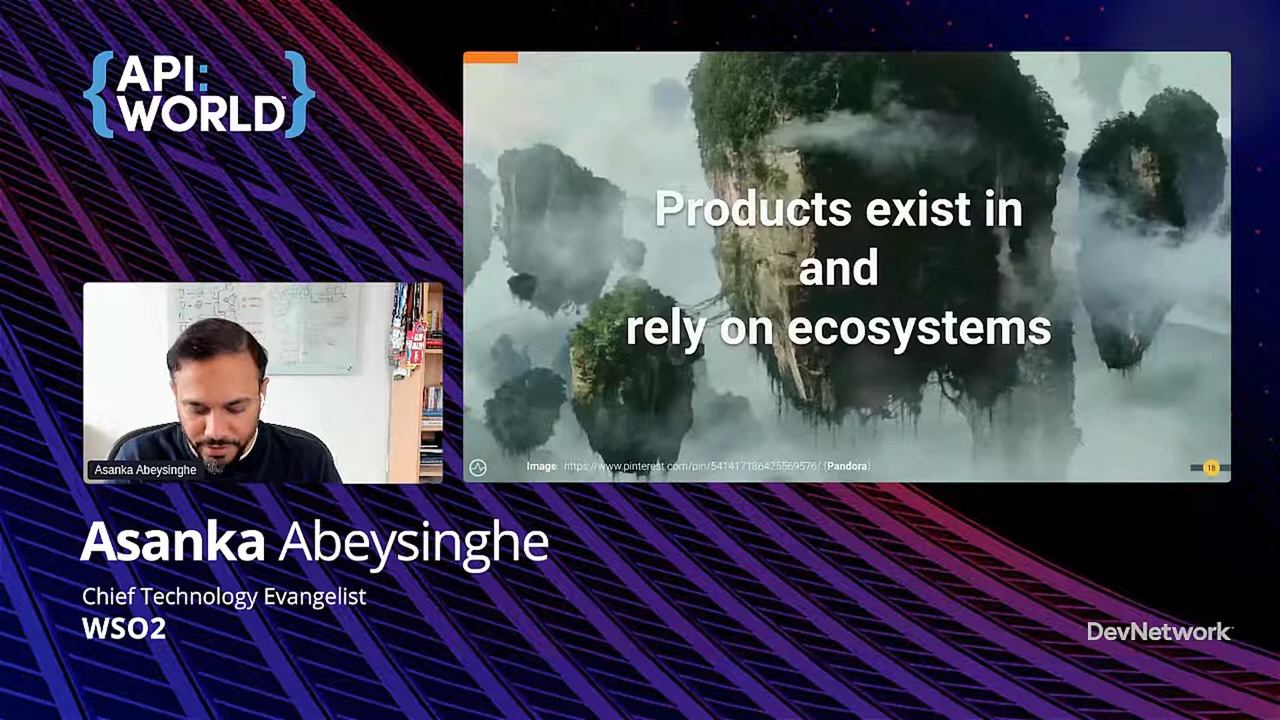 {API:
WORLD}
Products exist in
and
rely on ecosystems
Image https://www.pinterest.com/pin/541417186425569576/ (Pandora)
18
Asanka Abeysinghe
Asanka Abeysinghe
Chief Technology Evangelist
WSO2
DevNetwork